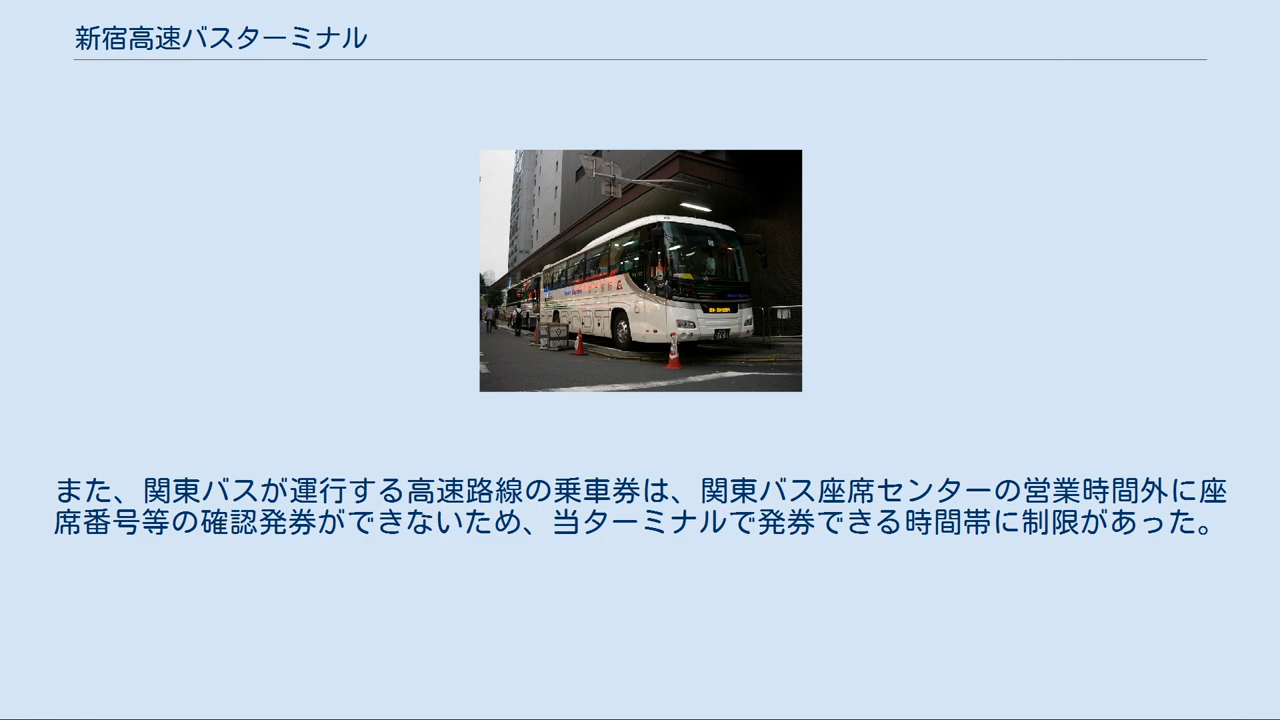 新宿高速バスターミナル
また、関東バスが運行する高速路線の乗車券は、関東バス座席センターの営業時間外に座
席番号等の確認発券ができないため、当ターミナルで発券できる時間帯に制限があった。